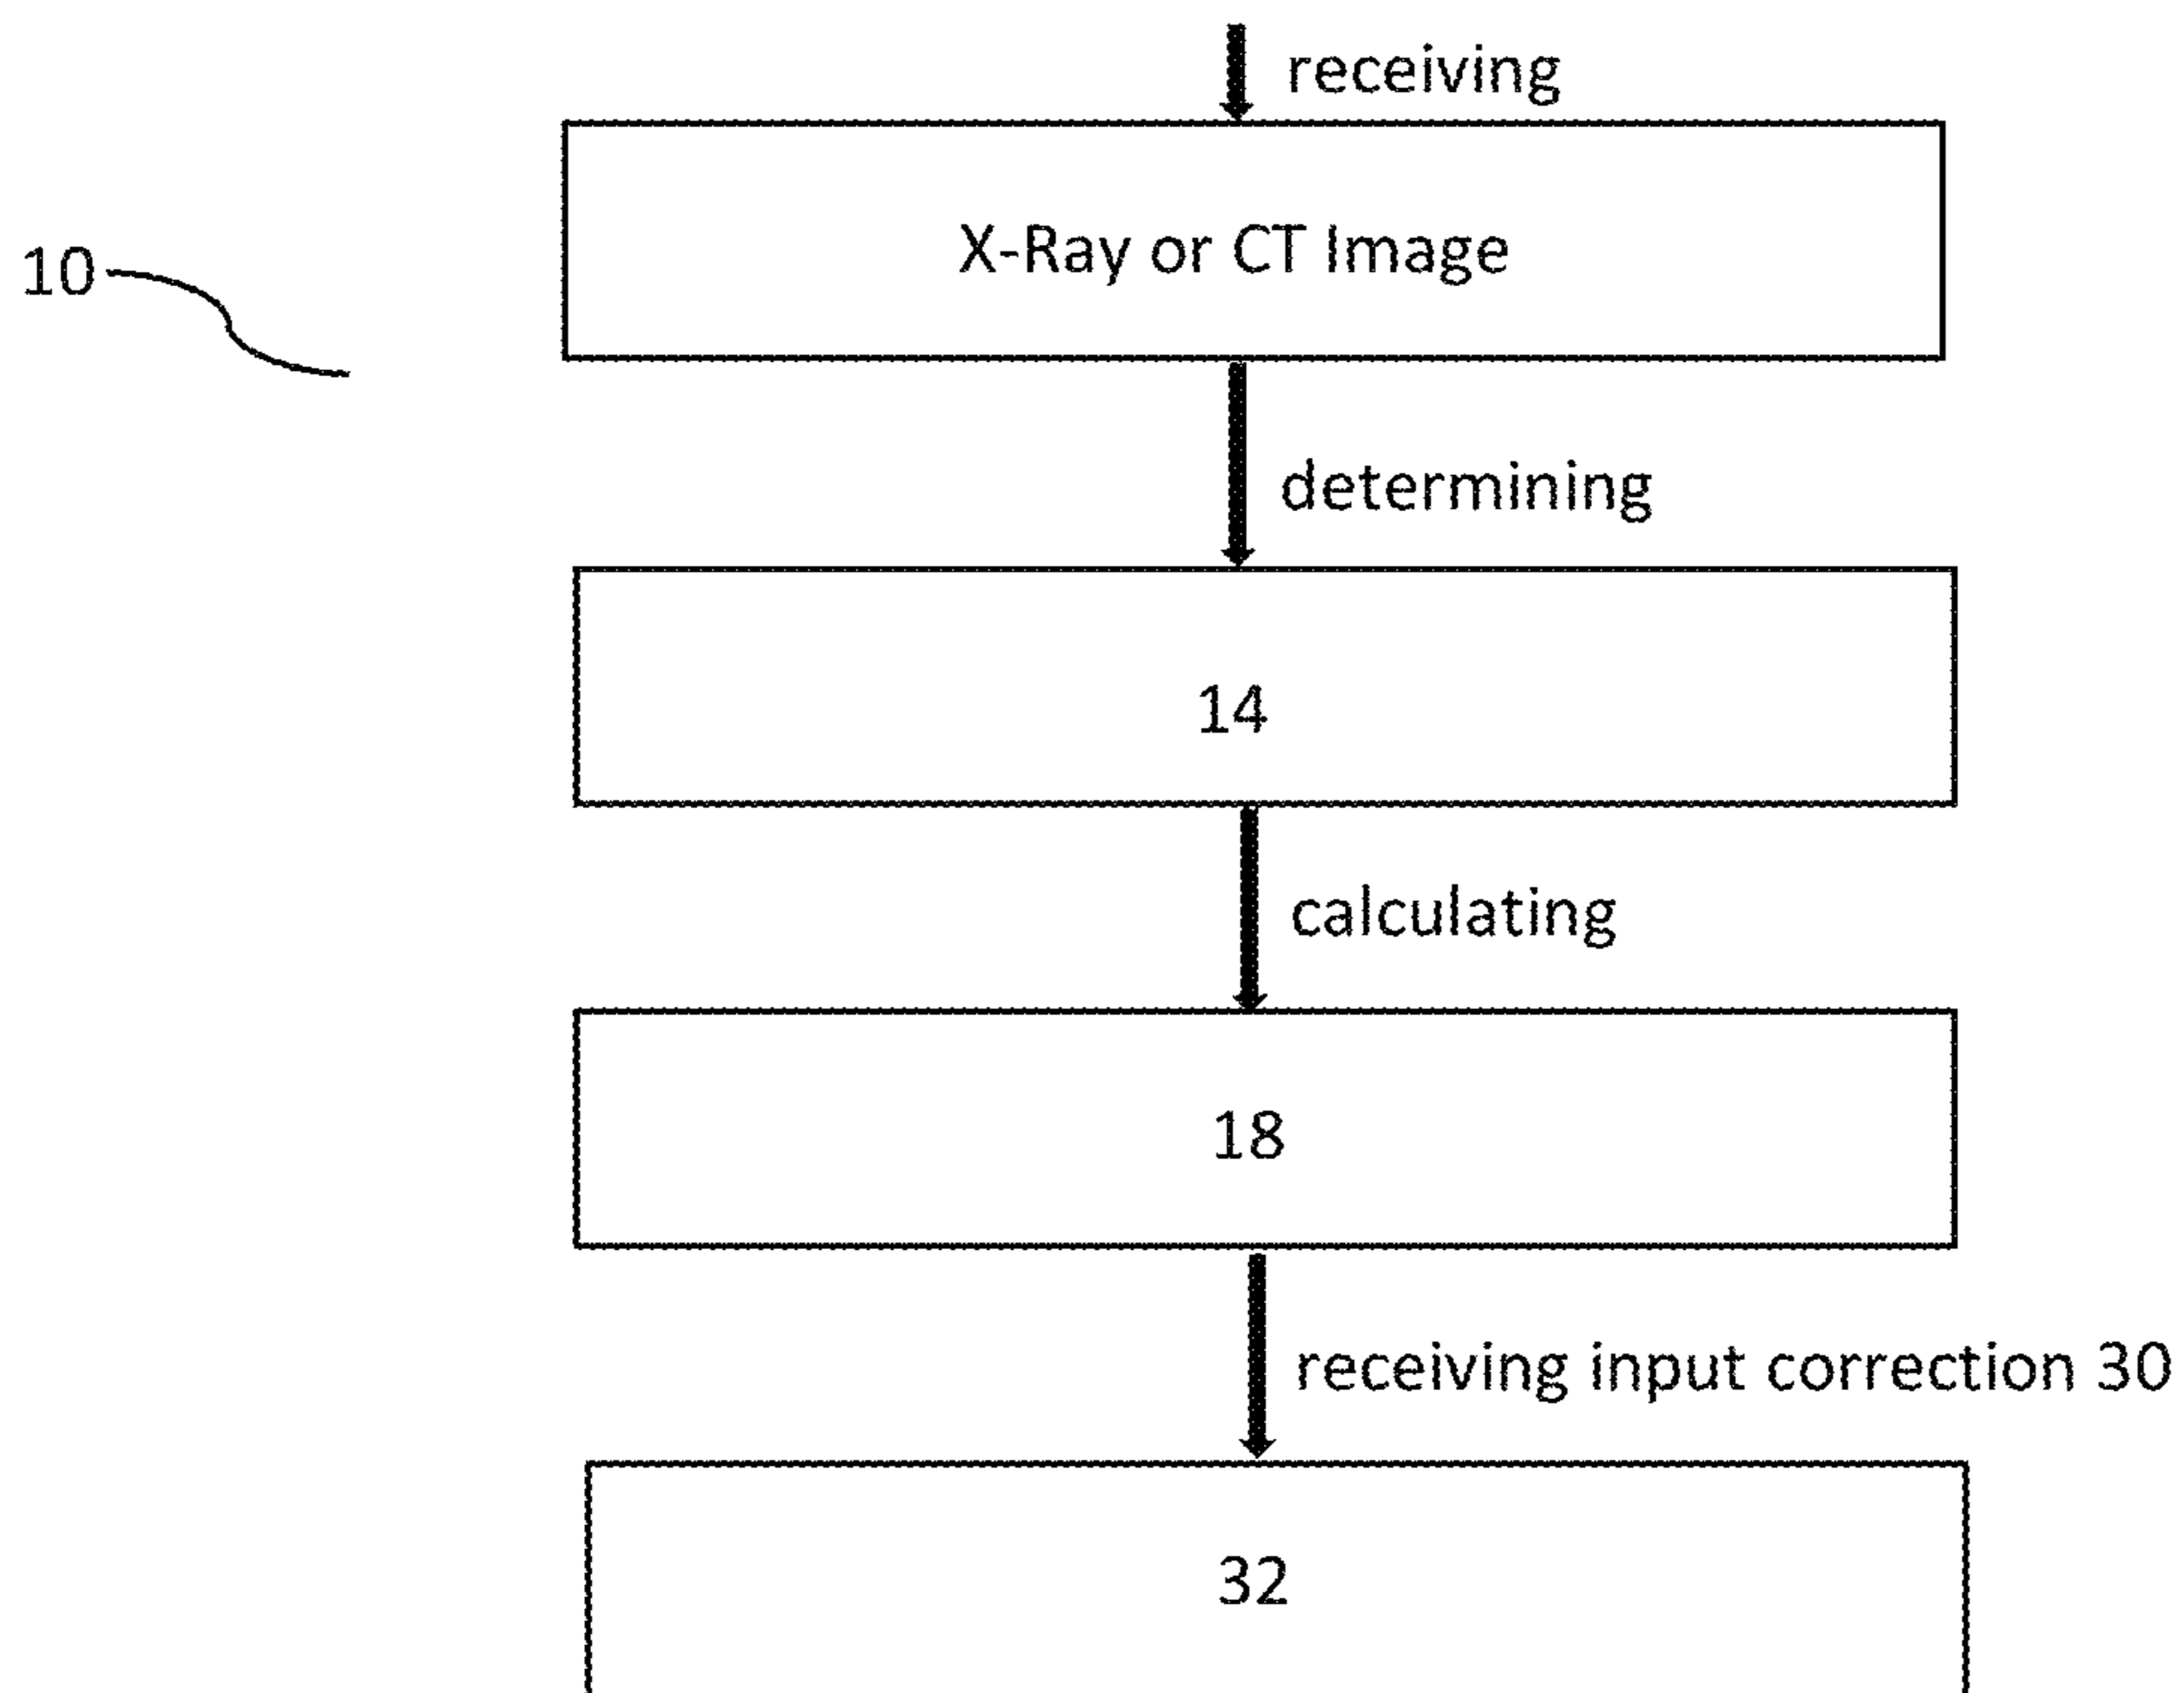 receiving
X-Ray or CT Image
10
determining
14
calculating
18
receiving input correction 30
32